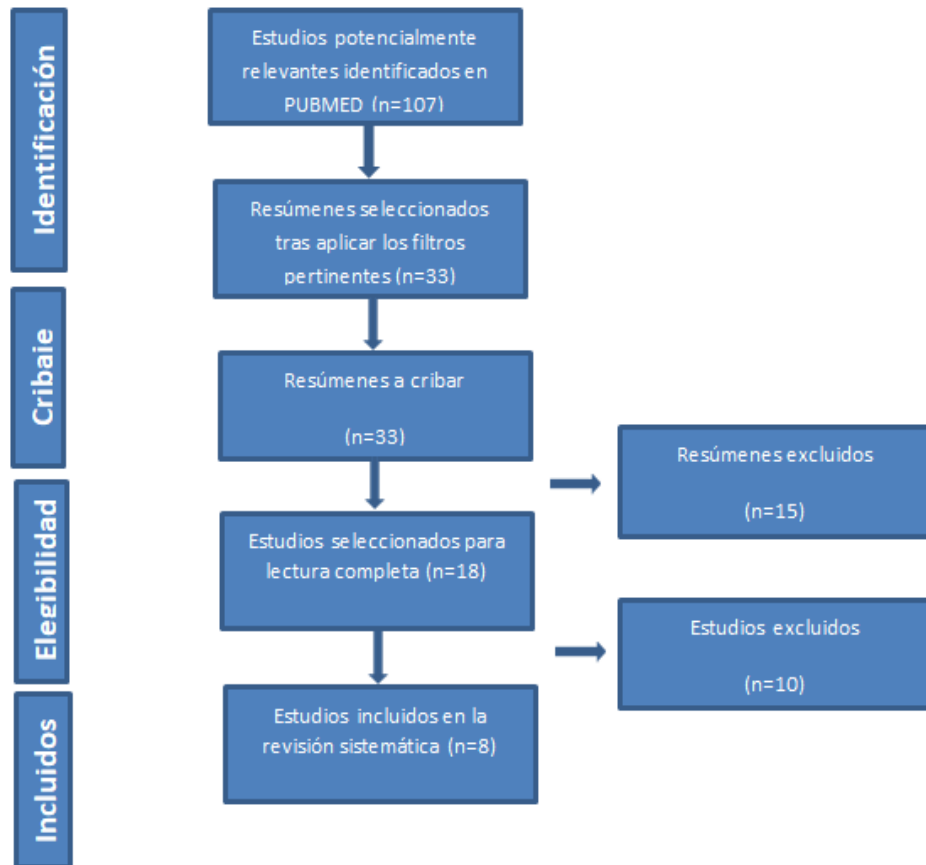 Identificación
Estudios potencialmente
relevantes identificados en
PUBMED (n=107)
Resúmenes seleccionados
tras aplicar los filtros
pertinentes (n=33)
Cribaje
Resúmenes a cribar
(n=33)
Resúmenes excluidos
(n=15)
Elegibilidad
Estudios seleccionados para
lectura completa (n=18)
Estudios excluidos
(n=10)
Incluidos
Estudios incluidos en la
revisión sistemática (n=8)